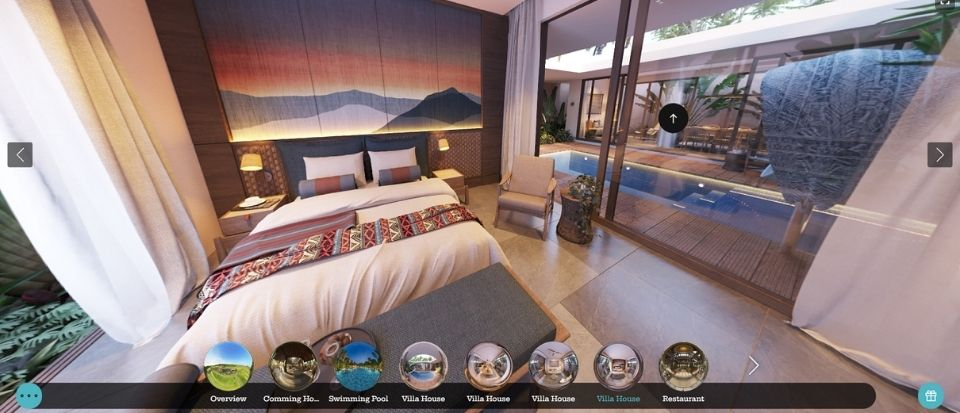 Overview
Comming Ho...
Swimming Pool
Villa House
Villa House
Villa House
Villa House
Restaurant